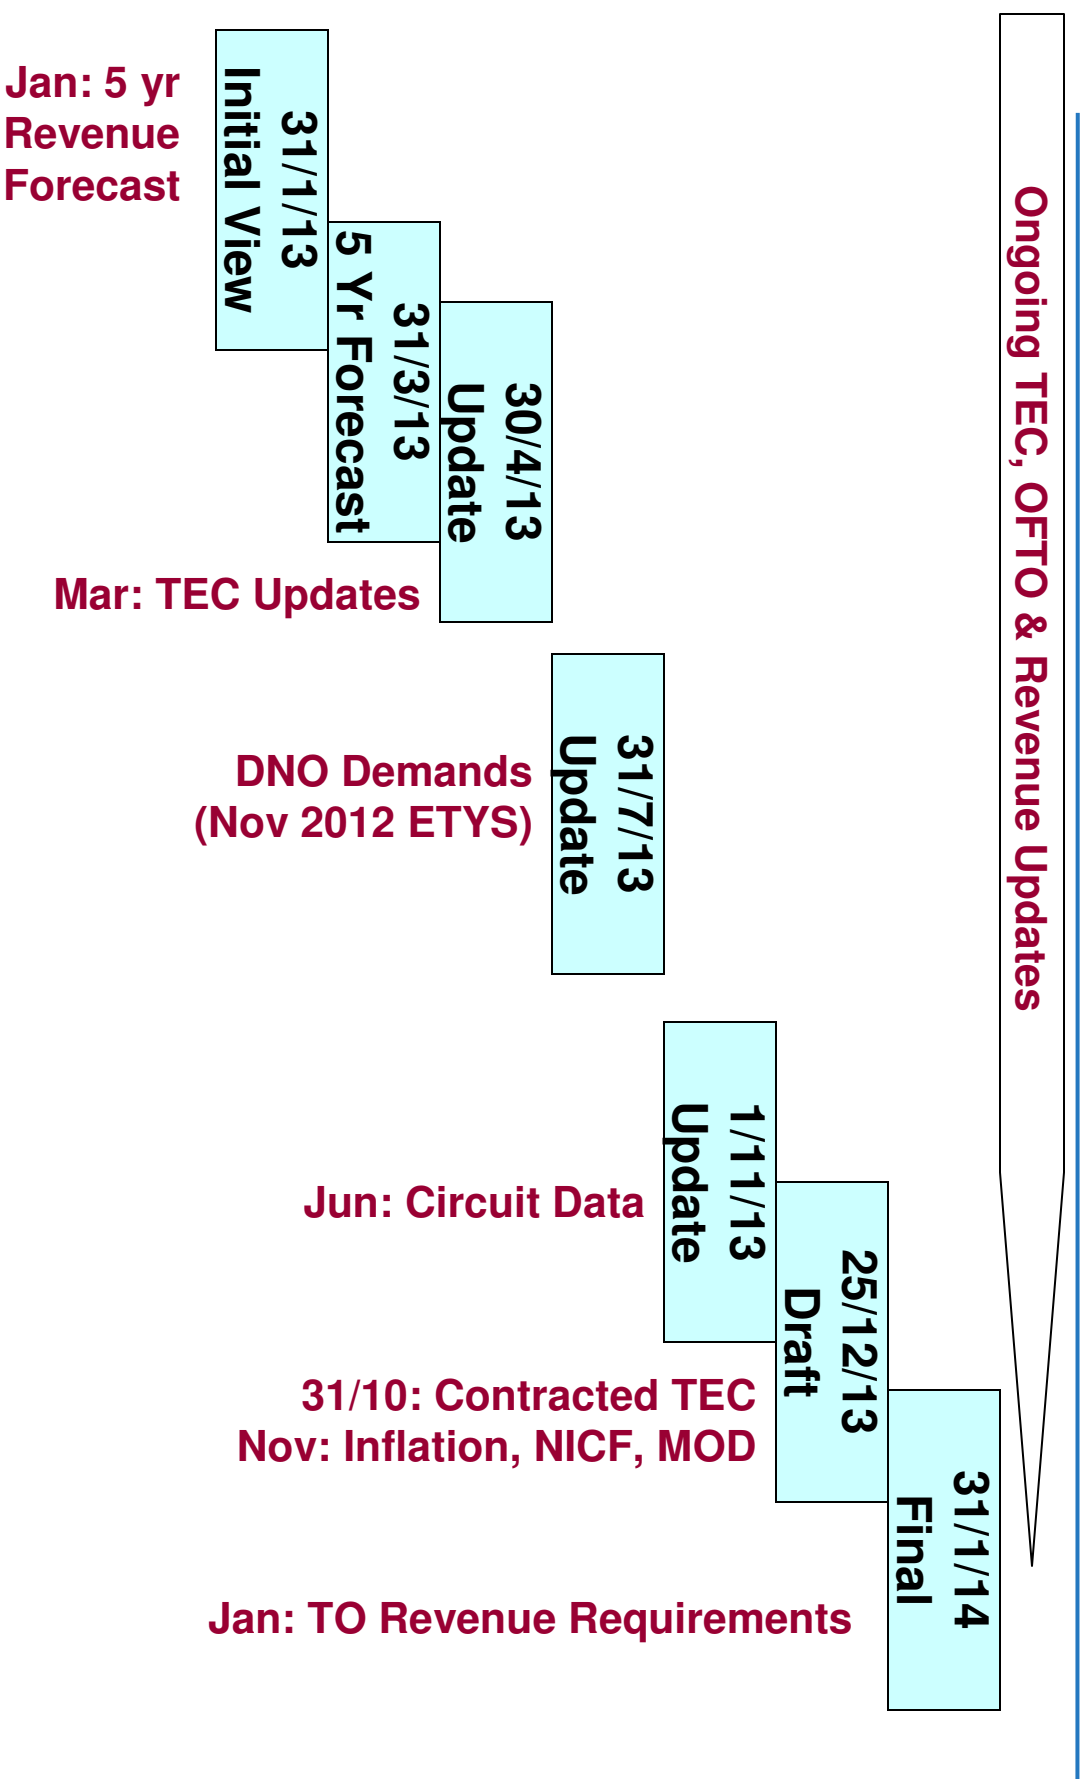 Ongoing TEC, OFTO & Revenue Updates
Jan: 5 yr
Revenue
Forecast
31/1/13
Initial View
31/3/13
5 Yr Forecast
30/4/13
Update
Mar: TEC Updates
31/7/13
Update
DNO Demands
(Nov 2012 ETYS)
1/11/13
Update
Jun: Circuit Data
25/12/13
Draft
31/10: Contracted TEC
Nov: Inflation, NICF, MOD
31/1/14
Final
Jan: TO Revenue Requirements